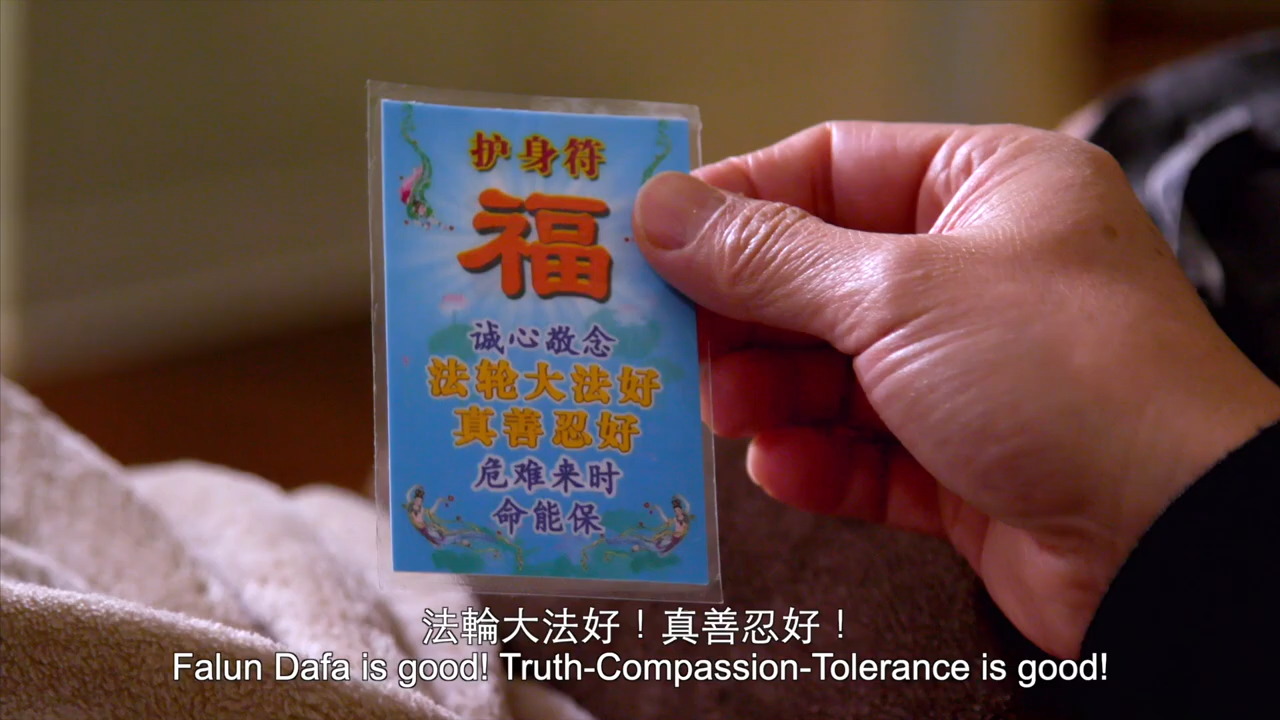 护身符
福
诚心敬念
法轮大法好
真善忍好
危难来时
命能保
法輪大法好！真善忍好！
Falun Dafa is good! Truth-Compassion-Tolerance is good!